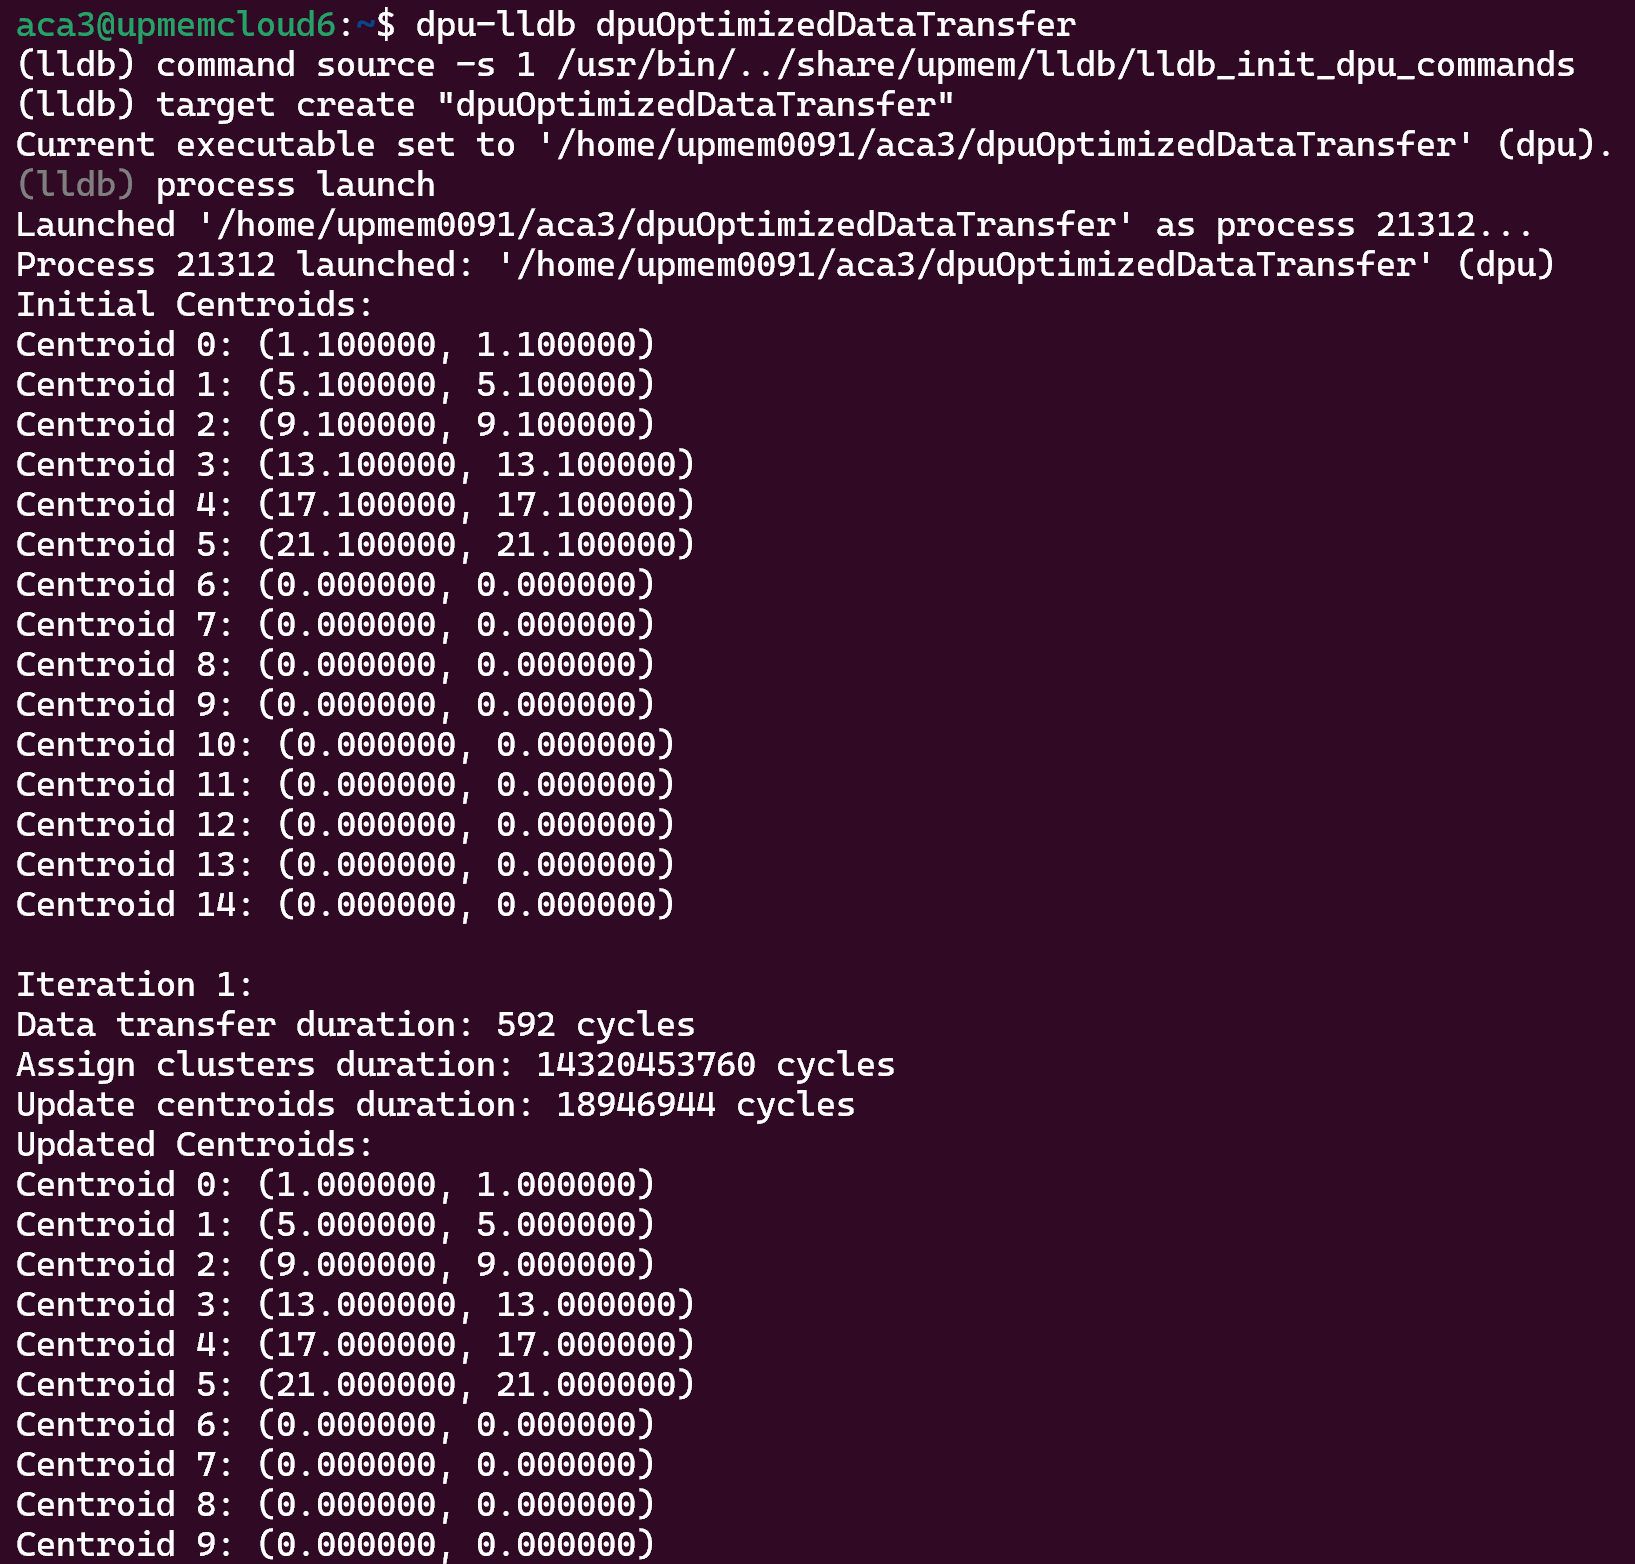 aca3@upmemcloud6:~$ dpu-lldb dpuOptimizedDataTransfer
(lldb) command source -s 1 /usr/bin/../share/upmem/lldb/lldb_init_dpu_commands
(lldb) target create "dpuOptimizedDataTransfer"
Current executable set to '/home/upmem0091/aca3/dpuOptimizedDataTransfer' (dpu).
(lldb) process launch
Launched '/home/upmem0091/aca3/dpuOptimizedDataTransfer' as process 21312...
Process 21312 launched: '/home/upmem0091/aca3/dpuOptimizedDataTransfer' (dpu)
Initial Centroids:
Centroid 0: (1.100000, 1.100000)
Centroid 1: (5.100000, 5.100000)
Centroid 2: (9.100000, 9.100000)
Centroid 3: (13.100000, 13.100000)
Centroid 4: (17.100000, 17.100000)
Centroid 5: (21.100000, 21.100000)
Centroid 6: (0.000000, 0.000000)
Centroid 7: (0.000000, 0.000000)
Centroid 8: (0.000000, 0.000000)
Centroid 9: (0.000000, 0.000000)
Centroid 10: (0.000000, 0.000000)
Centroid 11: (0.000000, 0.000000)
Centroid 12: (0.000000, 0.000000)
Centroid 13: (0.000000, 0.000000)
Centroid 14: (0.000000, 0.000000)

Iteration 1:
Data transfer duration: 592 cycles
Assign clusters duration: 14320453760 cycles
Update centroids duration: 18946944 cycles
Updated Centroids:
Centroid 0: (1.000000, 1.000000)
Centroid 1: (5.000000, 5.000000)
Centroid 2: (9.000000, 9.000000)
Centroid 3: (13.000000, 13.000000)
Centroid 4: (17.000000, 17.000000)
Centroid 5: (21.000000, 21.000000)
Centroid 6: (0.000000, 0.000000)
Centroid 7: (0.000000, 0.000000)
Centroid 8: (0.000000, 0.000000)
Centroid 9: (0.000000, 0.000000)